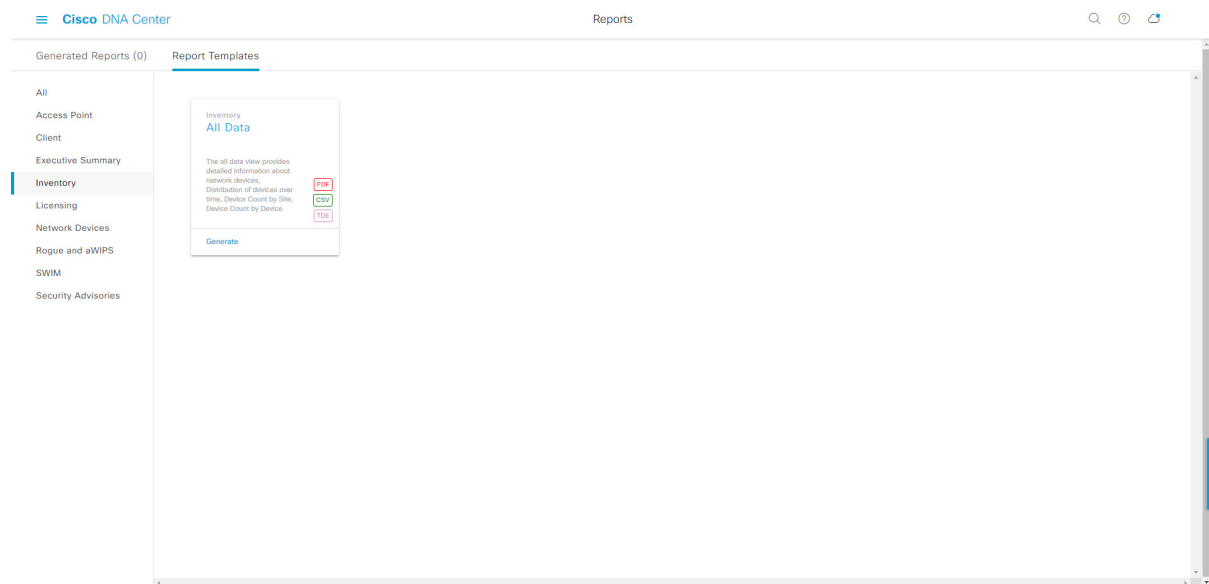 Cisco DNA Center
Reports
Generated Reports (0)
Report Templates
All
Access Point
Client
Executive Summary
Inventory
Licensing
Network Devices
Rogue and aWIPS
SWIM
Security Advisories
Inventory
All Data
The all data view provides
detailed information about
network devices,
Distribution of devices over
time, Device Count by Site,
Device Count by Device
PDF
CSV
TDE
Generate